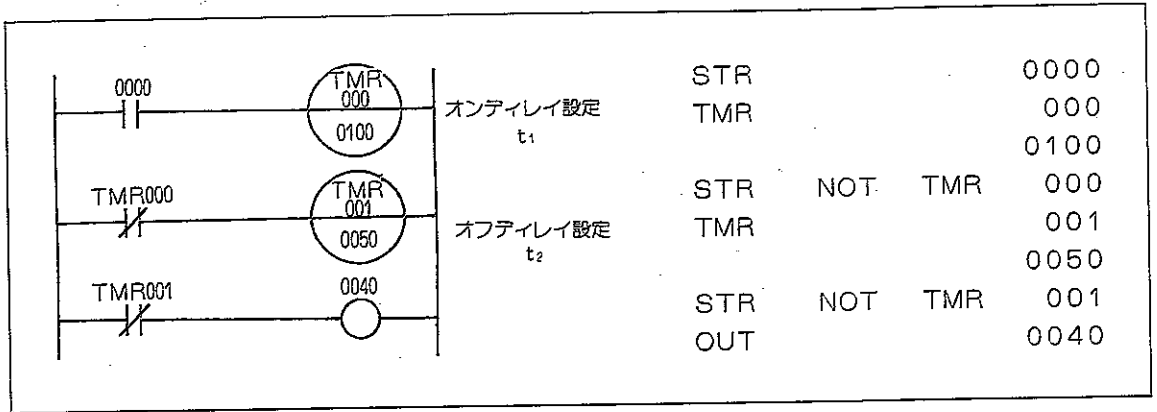 0000
TMR
000
0100
オンディレイ設定
t₁
TMR000
TMR
001
0050
オフディレイ設定
t₂
TMR001
0040
STR 0000
TMR 000
0100
STR NOT TMR 000
TMR 001
0050
STR NOT TMR 001
OUT 0040